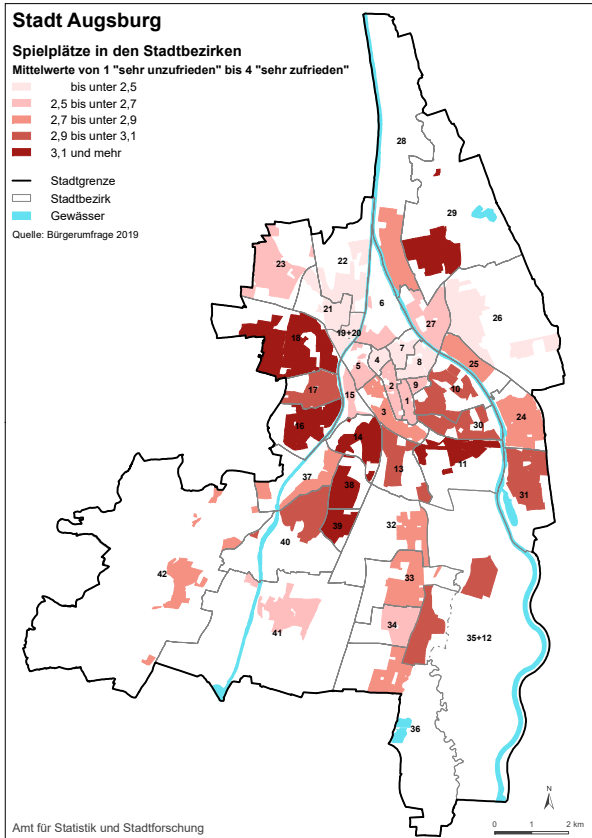 Stadt Augsburg
Spielplätze in den Stadtbezirken
Mittelwerte von 1 "sehr unzufrieden" bis 4 "sehr zufrieden"
bis unter 2,5
2,5 bis unter 2,7
2,7 bis unter 2,9
2,9 bis unter 3,1
3,1 und mehr
Stadtgrenze
Stadtbezirk
Gewässer
Quelle: Bürgerumfrage 2019
28
29
23
22
21
6
19+20
27
26
18
7
4
8
5
25
17
2
9
10
15
1
3
24
16
30
14
11
13
37
38
31
39
32
40
42
33
34
41
35+12
36
N
0 1 2 km
Amt für Statistik und Stadtforschung